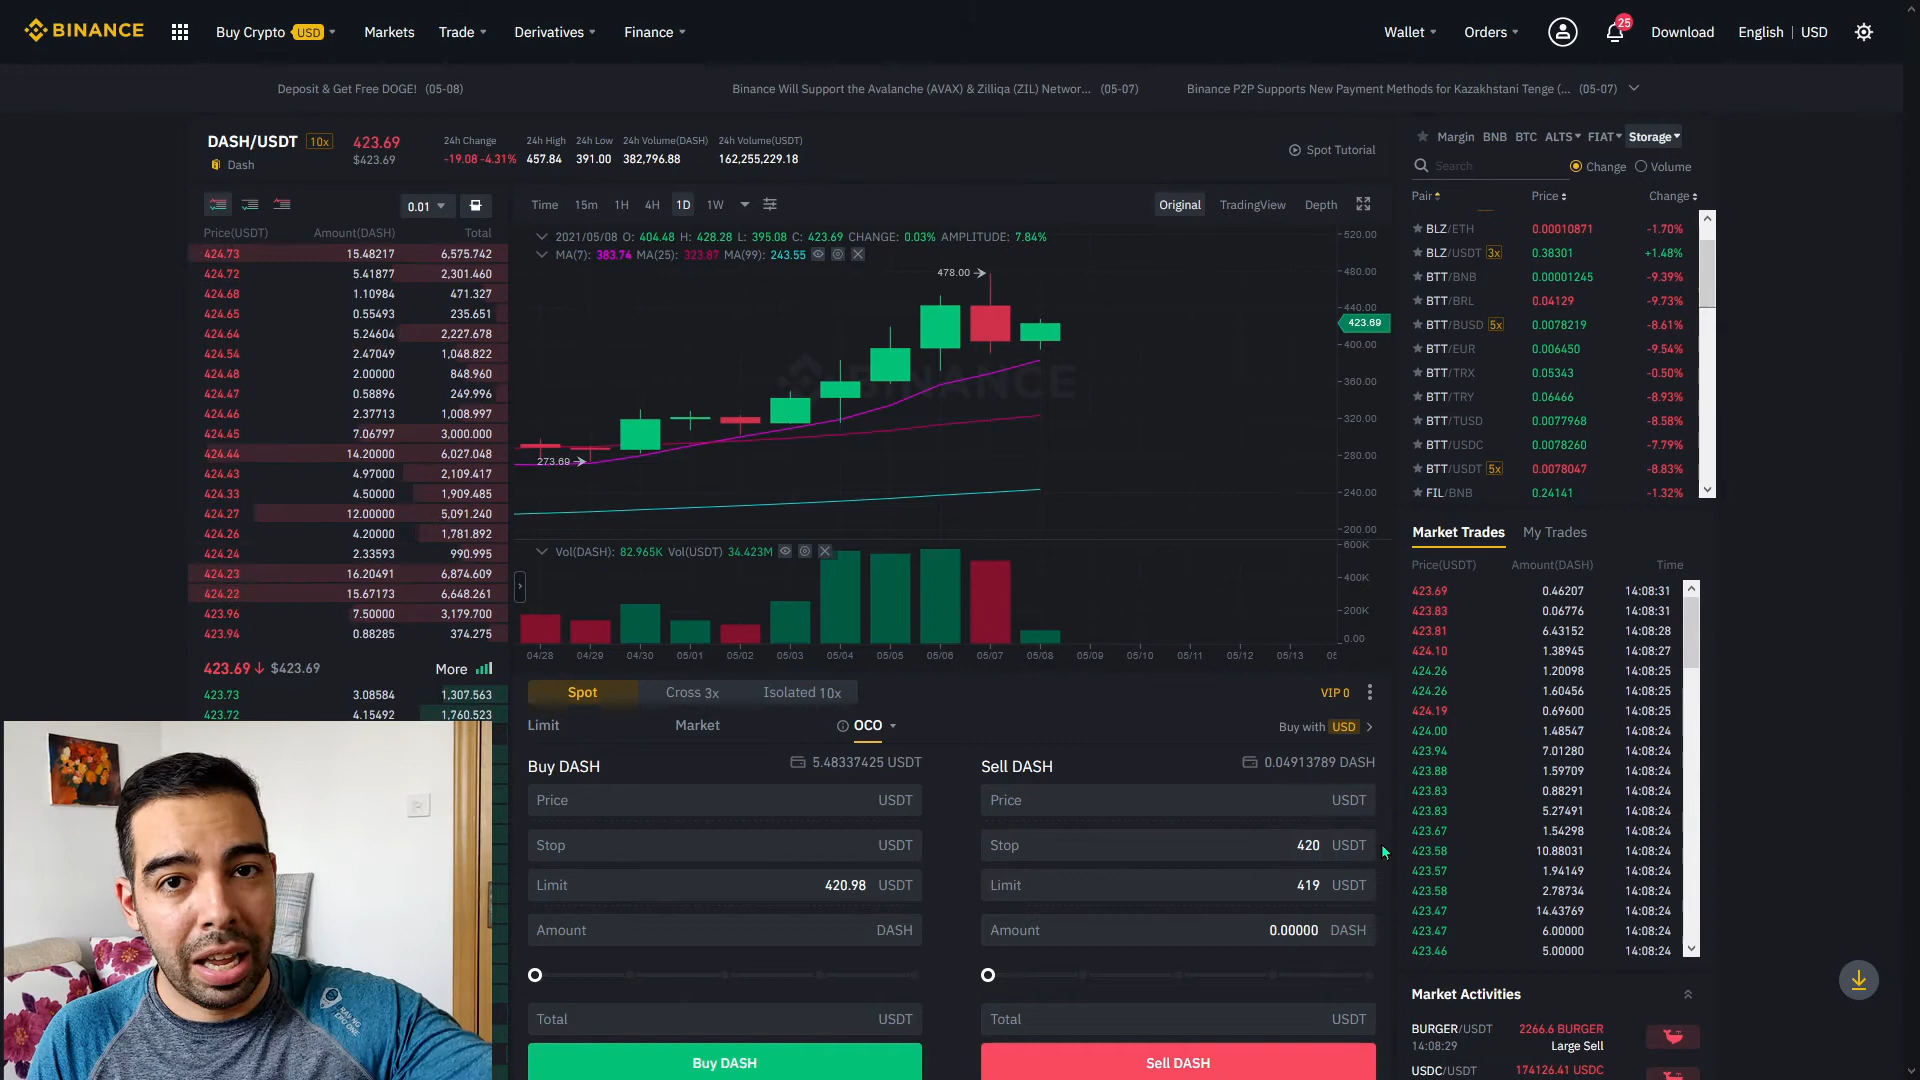 BINANCE
Buy Crypto USD Markets Trade Derivatives Finance Wallet Orders 25 Download English | USD
Deposit & Get Free DOGE! (05-08) Binance Will Support the Avalanche (AVAX) & Zilliqa (ZIL) Networ... (05-07) Binance P2P Supports New Payment Methods for Kazakhstani Tenge (... (05-07)
DASH/USDT 10x 423.69 24h Change 24h High 24h Low 24h Volume(DASH) 24h Volume(USDT)
Dash $423.69 -19.08 -4.31% 457.84 391.00 382,796.88 162,255,229.18
Spot Tutorial
0.01
Price(USDT) Amount(DASH) Total
424.73 15.48217 6,575.742
424.72 5.41877 2,301.460
424.68 1.10984 471.327
424.65 0.55493 235.651
424.64 5.24604 2,227.678
424.54 2.47049 1,048.822
424.48 2.00000 848.960
424.47 0.58896 249.996
424.46 2.37713 1,008.997
424.45 7.06797 3,000.000
424.44 14.20000 6,027.048
424.43 4.97000 2,109.417
424.33 4.50000 1,909.485
424.27 12.00000 5,091.240
424.26 4.20000 1,781.892
424.24 2.33593 990.995
424.23 16.20491 6,874.609
424.22 15.67173 6,648.261
423.96 7.50000 3,179.700
423.94 0.88285 374.275
423.69 $423.69 More
423.73 3.08584 1,307.563
423.72 4.15492 1,760.523
Time 15m 1H 4H 1D 1W Original TradingView Depth
2021/05/08 O: 404.48 H: 428.28 L: 395.08 C: 423.69 CHANGE: 0.03% AMPLITUDE: 7.84%
MA(7): 383.74 MA(25): 323.87 MA(99): 243.55
520.00
480.00
440.00
423.69
400.00
360.00
320.00
280.00
240.00
200.00
478.00
BINANCE
273.69
Vol(DASH): 82.965K Vol(USDT) 34.423M
600K
400K
200K
0.00
04/28 04/29 04/30 05/01 05/02 05/03 05/04 05/05 05/06 05/07 05/08 05/09 05/10 05/11 05/12 05/13
Spot Cross 3x Isolated 10x VIP 0
Limit Market OCO Buy with USD
Buy DASH 5.48337425 USDT
Price USDT
Stop USDT
Limit 420.98 USDT
Amount DASH
Total USDT
Buy DASH
Sell DASH 0.04913789 DASH
Price USDT
Stop 420 USDT
Limit 419 USDT
Amount 0.00000 DASH
Total USDT
Sell DASH
Margin BNB BTC ALTS FIAT Storage
Search Change Volume
Pair Price Change
BLZ/ETH 0.00010871 -1.70%
BLZ/USDT 3x 0.38301 +1.48%
BTT/BNB 0.00001245 -9.39%
BTT/BRL 0.04129 -9.73%
BTT/BUSD 5x 0.0078219 -8.61%
BTT/EUR 0.006450 -9.54%
BTT/TRX 0.05343 -0.50%
BTT/TRY 0.06466 -8.93%
BTT/TUSD 0.0077968 -8.58%
BTT/USDC 0.0078260 -7.79%
BTT/USDT 5x 0.0078047 -8.83%
FIL/BNB 0.24141 -1.32%
Market Trades My Trades
Price(USDT) Amount(DASH) Time
423.69 0.46207 14:08:31
423.83 0.06776 14:08:31
423.81 6.43152 14:08:28
424.10 1.38945 14:08:27
424.26 1.20098 14:08:25
424.26 1.60456 14:08:25
424.19 0.69600 14:08:25
424.00 1.48547 14:08:24
423.94 7.01280 14:08:24
423.88 1.59709 14:08:24
423.83 0.88291 14:08:24
423.83 5.27491 14:08:24
423.67 1.54298 14:08:24
423.58 10.88031 14:08:24
423.57 1.94149 14:08:24
423.58 2.78734 14:08:24
423.47 14.43769 14:08:24
423.47 6.00000 14:08:24
423.46 5.00000 14:08:24
Market Activities
BURGER/USDT 2266.6 BURGER
14:08:29 Large Sell
USDC/USDT 174126.41 USDC